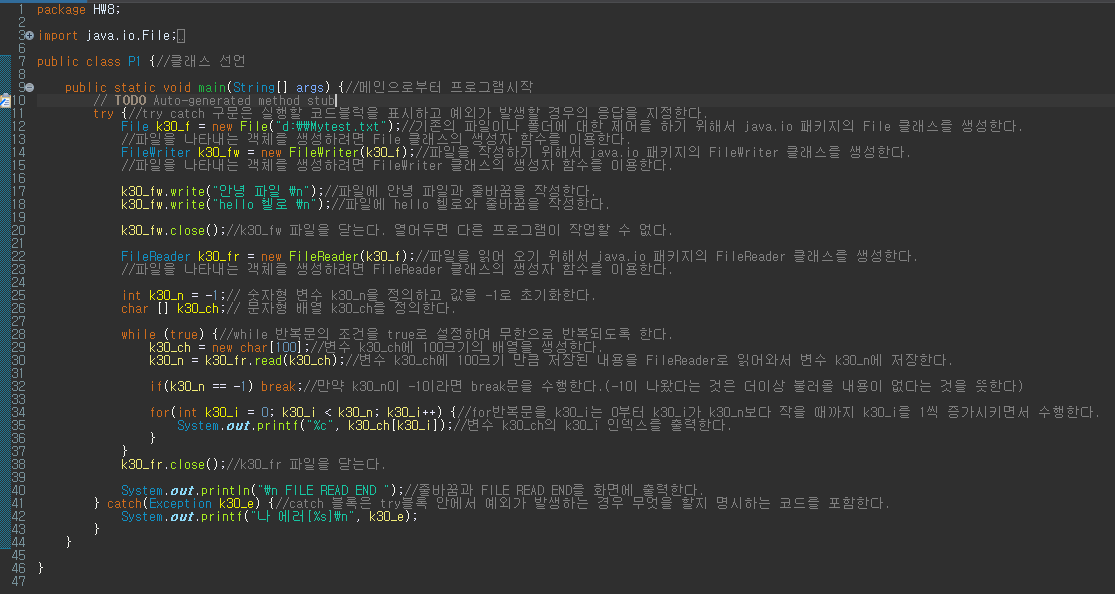 1 package HW8;
2
3 import java.io.File;
6
7 public class P1 {//클래스 선언
8
9 public static void main(String[] args) {//메인으로부터 프로그램시작
10 // TODO Auto-generated method stub
11 try {//try catch 구문은 실행할 코드블럭을 표시하고 예외가 발생할 경우의 응답을 지정한다.
12 File k30_f = new File("d:\\Mytest.txt");//기존의 파일이나 폴더에 대한 제어를 하기 위해서 java.io 패키지의 File 클래스를 생성한다.
13 //파일을 나타내는 객체를 생성하려면 File 클래스의 생성자 함수를 이용한다.
14 FileWriter k30_fw = new FileWriter(k30_f);//파일을 작성하기 위해서 java.io 패키지의 FileWriter 클래스를 생성한다.
15 //파일을 나타내는 객체를 생성하려면 FileWriter 클래스의 생성자 함수를 이용한다.
16
17 k30_fw.write("안녕 파일 \n");//파일에 안녕 파일과 줄바꿈을 작성한다.
18 k30_fw.write("hello 헬로 \n");//파일에 hello 헬로와 줄바꿈을 작성한다.
19
20 k30_fw.close();//k30_fw 파일을 닫는다. 열어두면 다른 프로그램이 작업할 수 없다.
21
22 FileReader k30_fr = new FileReader(k30_f);//파일을 읽어 오기 위해서 java.io 패키지의 FileReader 클래스를 생성한다.
23 //파일을 나타내는 객체를 생성하려면 FileReader 클래스의 생성자 함수를 이용한다.
24
25 int k30_n = -1;// 숫자형 변수 k30_n을 정의하고 값을 -1로 초기화한다.
26 char [] k30_ch;// 문자형 배열 k30_ch를 정의한다.
27
28 while (true) {//while 반복문의 조건을 true로 설정하여 무한으로 반복되도록 한다.
29 k30_ch = new char[100];//변수 k30_ch에 100크기의 배열을 생성한다.
30 k30_n = k30_fr.read(k30_ch);//변수 k30_ch에 100크기 만큼 저장된 내용을 FileReader로 읽어와서 변수 k30_n에 저장한다.
31
32 if(k30_n == -1) break;//만약 k30_n이 -1이라면 break문을 수행한다.(-1이 나왔다는 것은 더이상 불러올 내용이 없다는 것을 뜻한다)
33
34 for(int k30_i = 0; k30_i < k30_n; k30_i++) {//for반복문을 k30_i는 0부터 k30_i가 k30_n보다 작을 때까지 k30_i를 1씩 증가시키면서 수행한다.
35 System.out.printf("%c", k30_ch[k30_i]);//변수 k30_ch의 k30_i 인덱스를 출력한다.
36 }
37 }
38 k30_fr.close();//k30_fr 파일을 닫는다.
39
40 System.out.println("\n FILE READ END ");//줄바꿈과 FILE READ END를 화면에 출력한다.
41 } catch(Exception k30_e) {//catch 블록은 try블록 안에서 예외가 발생하는 경우 무엇을 할지 명시하는 코드를 포함한다.
42 System.out.printf("나 에러[%s]\n", k30_e);
43 }
44 }
45
46 }
47